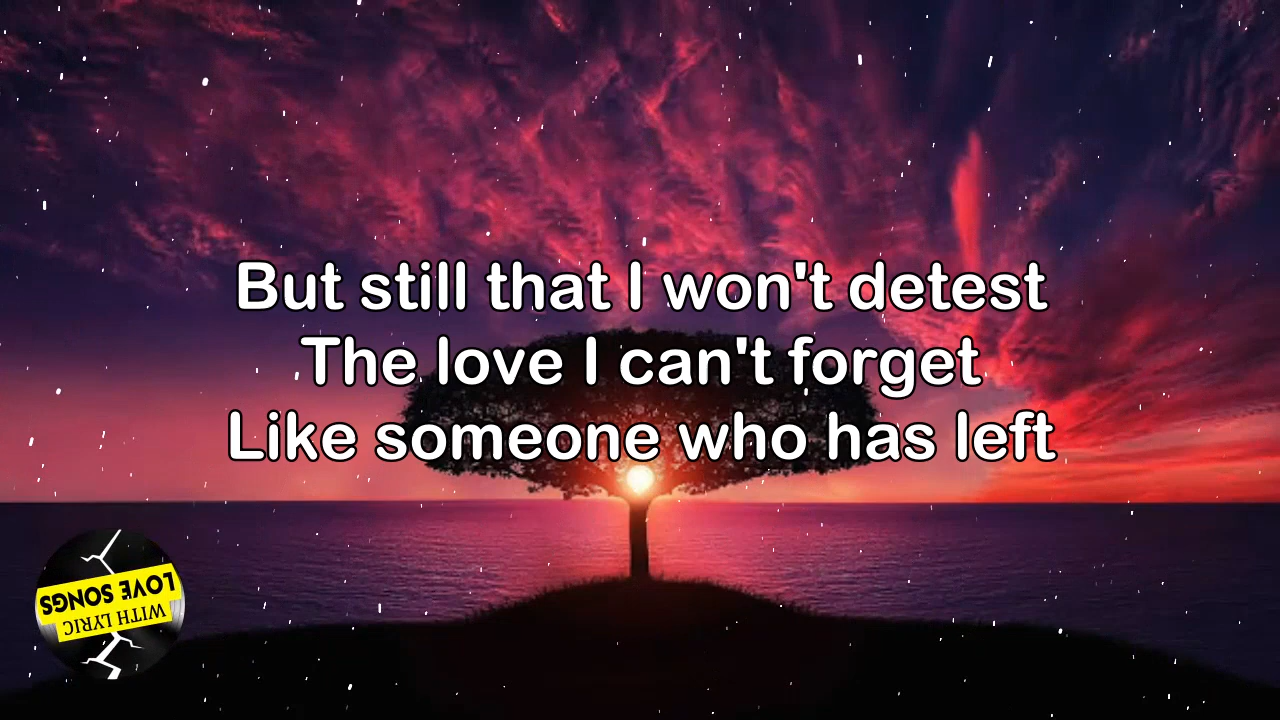 But still that I won't detest
The love I can't forget
Like someone who has left
LOVE SONGS
WITH LYRIC